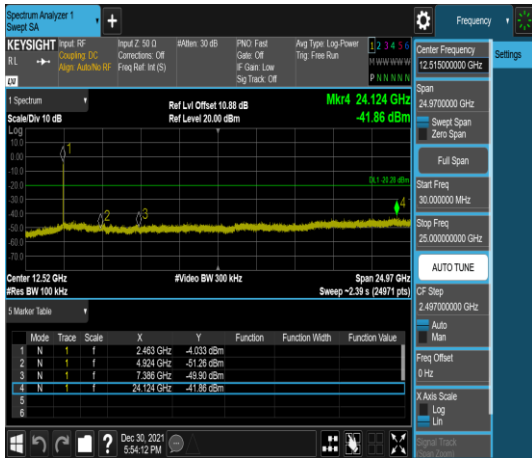 Spectrum Analyzer 1
Swept SA
+
Frequency
KEYSIGHT
RL
LXI
Input: RF
Coupling: DC
Align: Auto/No RF
Input Z: 50 Ω
Corrections: Off
Freq Ref: Int (S)
#Atten: 30 dB
PNO: Fast
Gate: Off
IF Gain: Low
Sig Track: Off
Avg Type: Log-Power
Trig: Free Run
1 2 3 4 5 6
M W W W W W
P N N N N N
Center Frequency
12.515000000 GHz
Settings
Span
24.9700000 GHz
Swept Span
Zero Span
Full Span
Start Freq
30.000000 MHz
Stop Freq
25.000000000 GHz
AUTO TUNE
CF Step
2.497000000 GHz
Auto
Man
Freq Offset
0 Hz
X Axis Scale
Log
Lin
Signal Track
(Span Zoom)
1 Spectrum
Scale/Div 10 dB
Ref Lvl Offset 10.88 dB
Ref Level 20.00 dBm
Mkr4 24.124 GHz
-41.86 dBm
Log
10.0
0.00
-10.0
-20.0
-30.0
-40.0
-50.0
-60.0
-70.0
1
2
3
4
DL1 -20.20 dBm
Center 12.52 GHz
#Res BW 100 kHz
#Video BW 300 kHz
Span 24.97 GHz
Sweep ~2.39 s (24971 pts)
5 Marker Table
Mode Trace Scale X Y Function Function Width Function Value
1 N 1 f 2.463 GHz -4.033 dBm
2 N 1 f 4.924 GHz -51.26 dBm
3 N 1 f 7.386 GHz -49.90 dBm
4 N 1 f 24.124 GHz -41.86 dBm
5
6
?
Dec 30, 2021
5:54:12 PM